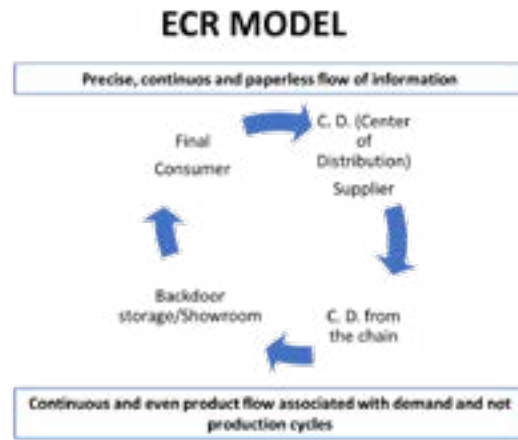 ECR MODEL
Precise, continuos and paperless flow of information
Final
Consumer
C. D. (Center
of
Distribution)
Supplier
Backdoor
storage/Showroom
C. D. from
the chain
Continuous and even product flow associated with demand and not
production cycles